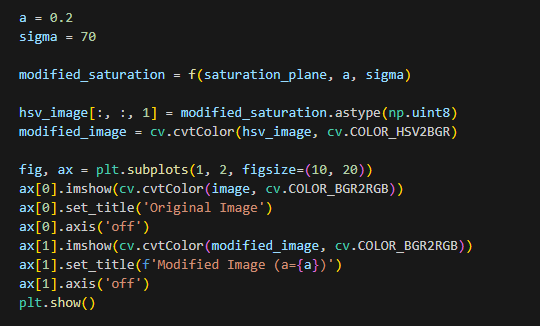 a = 0.2
sigma = 70
modified_saturation = f(saturation_plane, a, sigma)
hsv_image[:, :, 1] = modified_saturation.astype(np.uint8)
modified_image = cv.cvtColor(hsv_image, cv.COLOR_HSV2BGR)
fig, ax = plt.subplots(1, 2, figsize=(10, 20))
ax[0].imshow(cv.cvtColor(image, cv.COLOR_BGR2RGB))
ax[0].set_title('Original Image')
ax[0].axis('off')
ax[1].imshow(cv.cvtColor(modified_image, cv.COLOR_BGR2RGB))
ax[1].set_title(f'Modified Image (a={a})')
ax[1].axis('off')
plt.show()